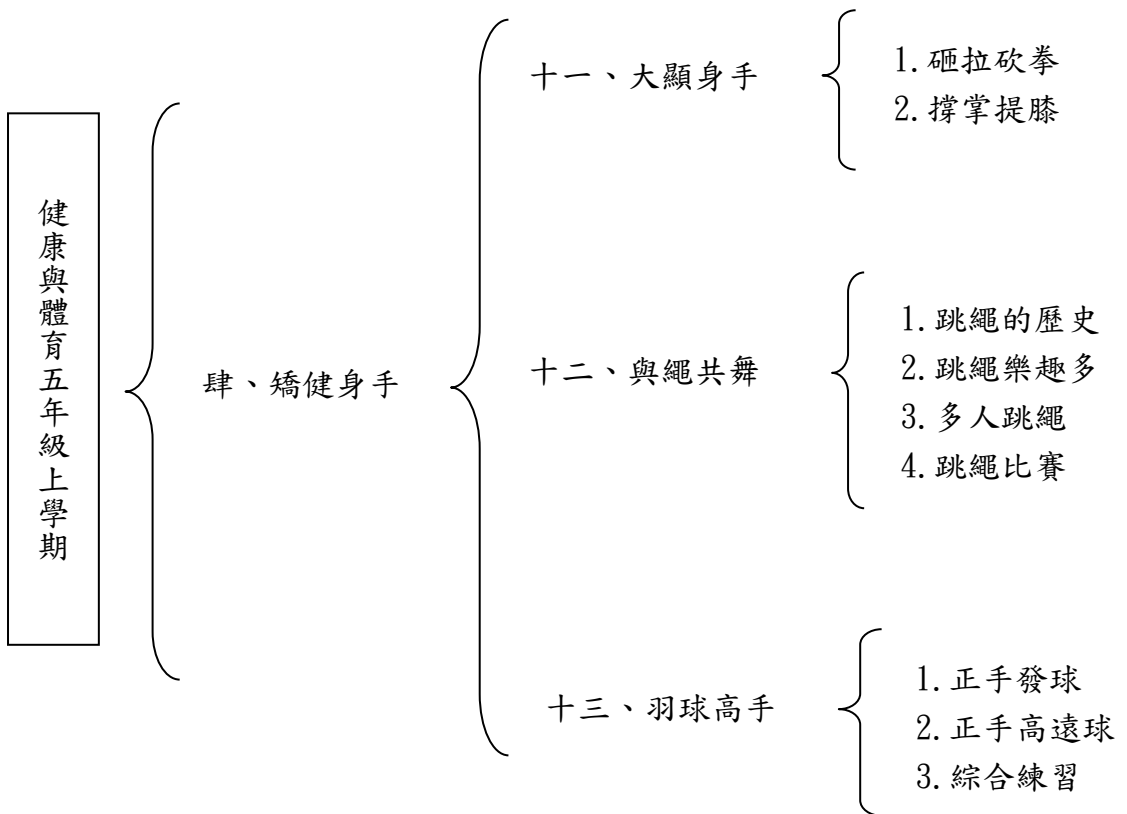 健康與體育五年級上學期
肆、矯健身手
十一、大顯身手
1.砸拉砍拳
2.撐掌提膝
十二、與繩共舞
1.跳繩的歷史
2.跳繩樂趣多
3.多人跳繩
4.跳繩比賽
十三、羽球高手
1.正手發球
2.正手高遠球
3.綜合練習